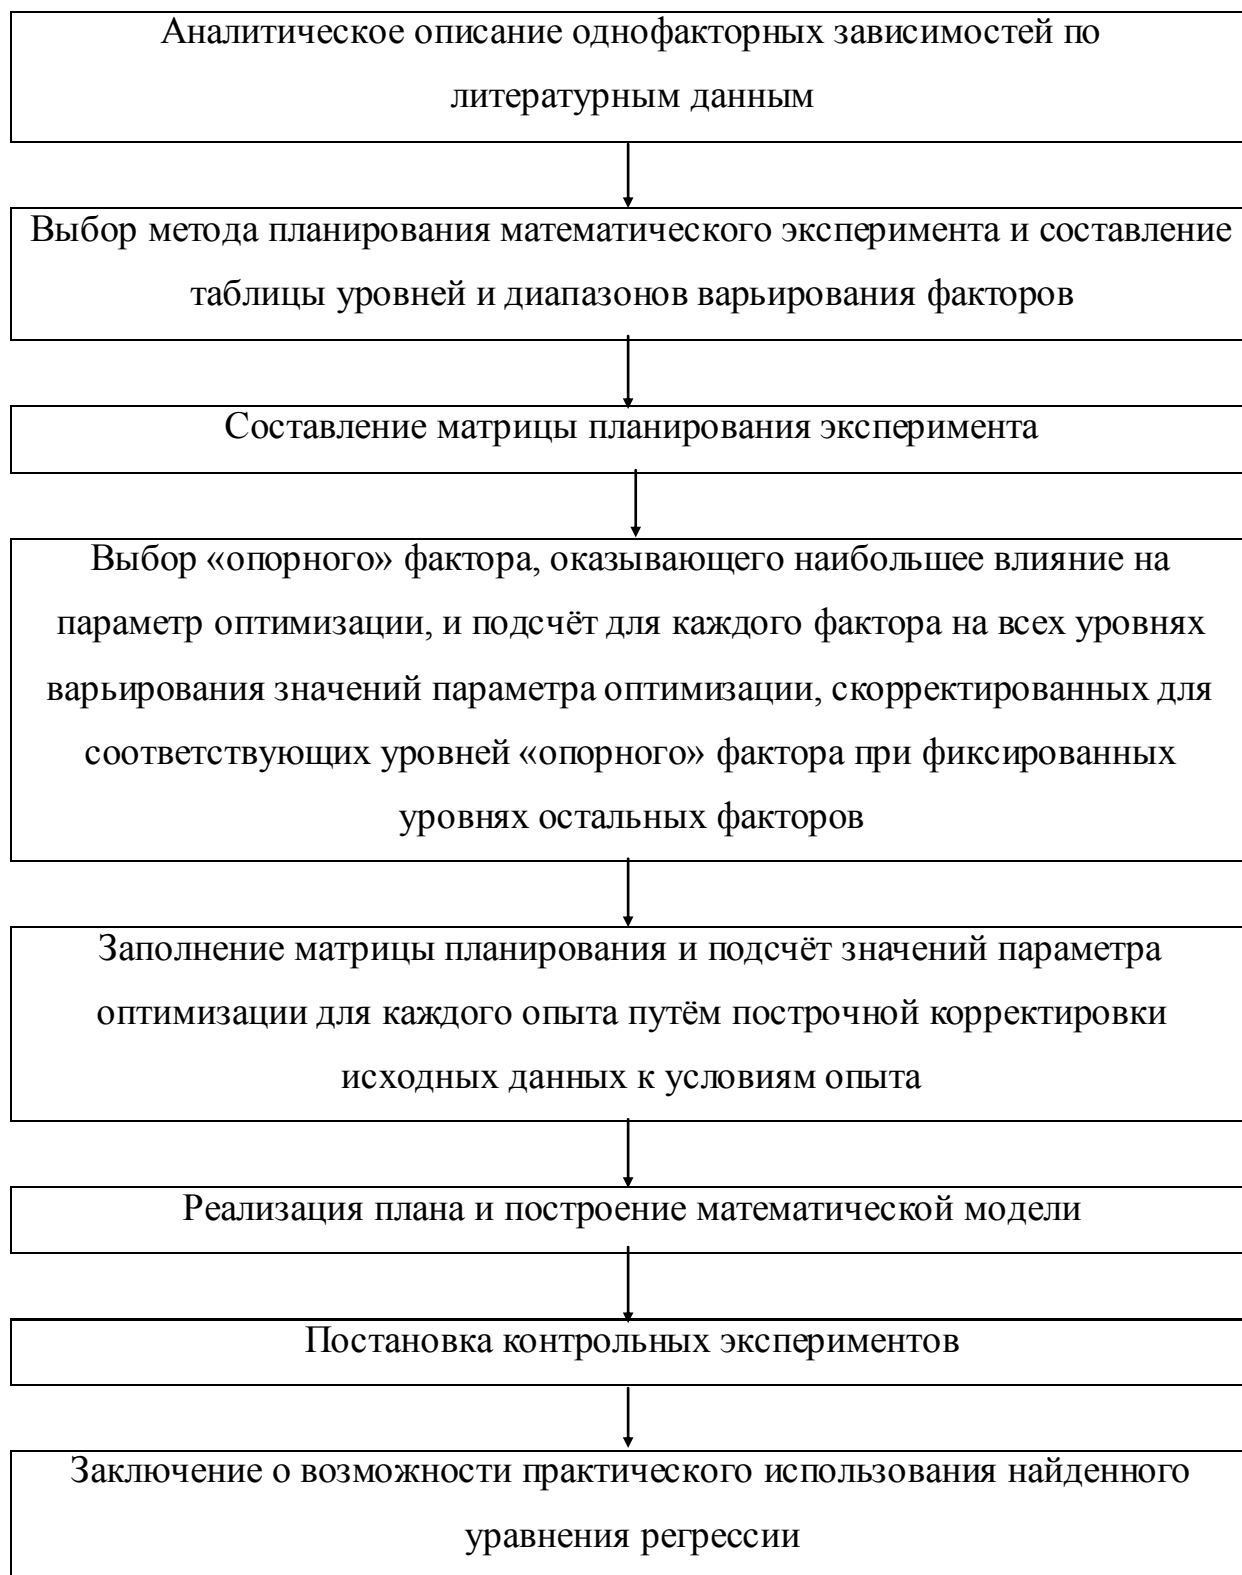 Аналитическое описание однофакторных зависимостей по
литературным данным
Выбор метода планирования математического эксперимента и составление
таблицы уровней и диапазонов варьирования факторов
Составление матрицы планирования эксперимента
Выбор «опорного» фактора, оказывающего наибольшее влияние на
параметр оптимизации, и подсчёт для каждого фактора на всех уровнях
варьирования значений параметра оптимизации, скорректированных для
соответствующих уровней «опорного» фактора при фиксированных
уровнях остальных факторов
Заполнение матрицы планирования и подсчёт значений параметра
оптимизации для каждого опыта путём построчной корректировки
исходных данных к условиям опыта
Реализация плана и построение математической модели
Постановка контрольных экспериментов
Заключение о возможности практического использования найденного
уравнения регрессии